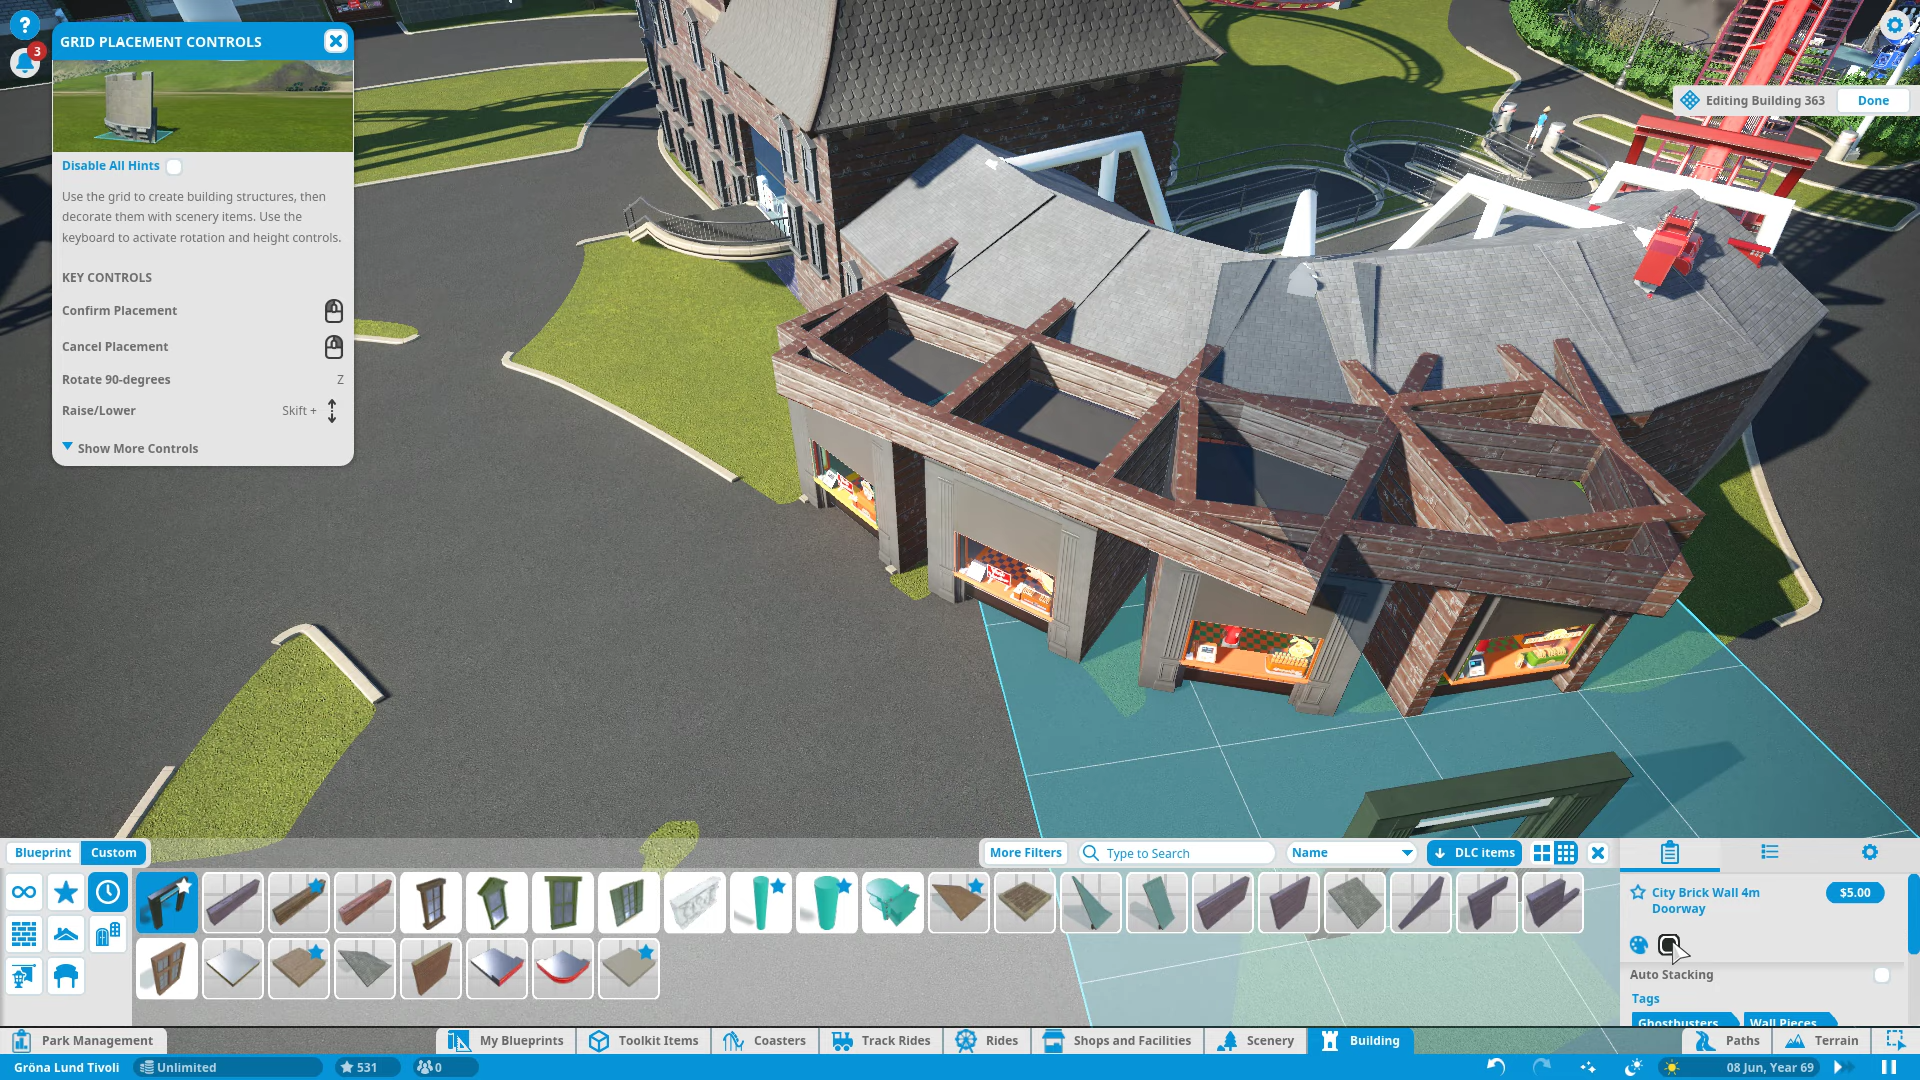 ?
3
GRID PLACEMENT CONTROLS
Disable All Hints
Use the grid to create building structures, then
decorate them with scenery items. Use the
keyboard to activate rotation and height controls.
KEY CONTROLS
Confirm Placement
Cancel Placement
Rotate 90-degrees Z
Raise/Lower Skift +
Show More Controls
Editing Building 363 Done
Blueprint Custom
More Filters Type to Search Name DLC items
City Brick Wall 4m $5.00
Doorway
Auto Stacking
Tags
Ghostbusters Wall Pieces
Park Management My Blueprints Toolkit Items Coasters Track Rides Rides Shops and Facilities Scenery Building Paths Terrain
Gröna Lund Tivoli Unlimited 531 0 08 Jun, Year 69